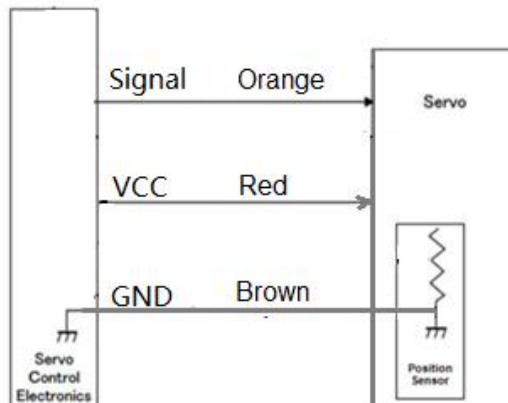 Signal Orange
Servo
VCC Red
GND Brown
Servo
Control
Electronics
Position
Sensor